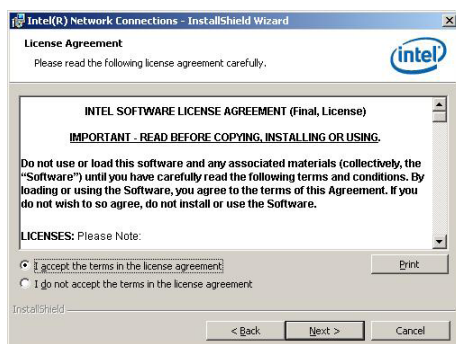 Intel(R) Network Connections - InstallShield Wizard
License Agreement
Please read the following license agreement carefully.
intel
INTEL SOFTWARE LICENSE AGREEMENT (Final, License)
IMPORTANT - READ BEFORE COPYING, INSTALLING OR USING.
Do not use or load this software and any associated materials (collectively, the
“Software”) until you have carefully read the following terms and conditions. By
loading or using the Software, you agree to the terms of this Agreement. If you
do not wish to so agree, do not install or use the Software.
LICENSES: Please Note:
I accept the terms in the license agreement
Print
I do not accept the terms in the license agreement
InstallShield
< Back
Next >
Cancel